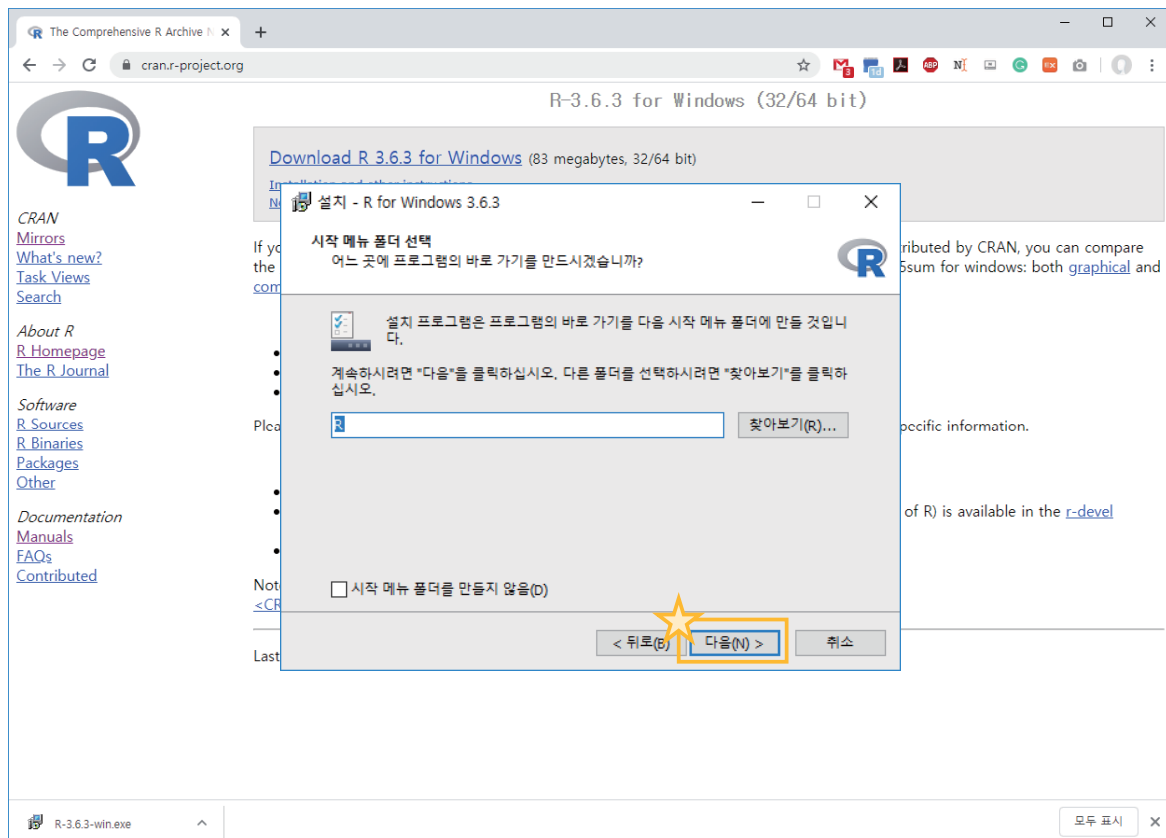 The Comprehensive R Archive N
cran.r-project.org
3
1d
ABP
R-3.6.3 for Windows (32/64 bit)
R
Download R 3.6.3 for Windows (83 megabytes, 32/64 bit)
설치 - R for Windows 3.6.3
시작 메뉴 폴더 선택
어느 곳에 프로그램의 바로 가기를 만드시겠습니까?
R
설치 프로그램은 프로그램의 바로 가기를 다음 시작 메뉴 폴더에 만들 것입니
다.
계속하시려면 "다음"을 클릭하십시오. 다른 폴더를 선택하시려면 "찾아보기"를 클릭하
십시오.
R
찾아보기(R)...
시작 메뉴 폴더를 만들지 않음(D)
< 뒤로(B)
다음(N) >
취소
CRAN
Mirrors
What's new?
Task Views
Search
About R
R Homepage
The R Journal
Software
R Sources
R Binaries
Packages
Other
Documentation
Manuals
FAQs
Contributed
If
ributed by CRAN, you can compare
the
5sum for windows: both graphical and
com
Plea
pecific information.
of R) is available in the r-devel
Not
<CR
Last
R-3.6.3-win.exe
모두 표시